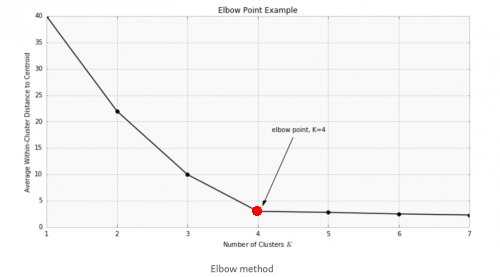 Elbow Point Example
Average Within-Cluster Distance to Centroid
40
35
30
25
20
15
10
5
0
elbow point, K=4
1 2 3 4 5 6 7
Number of Clusters K
Elbow method